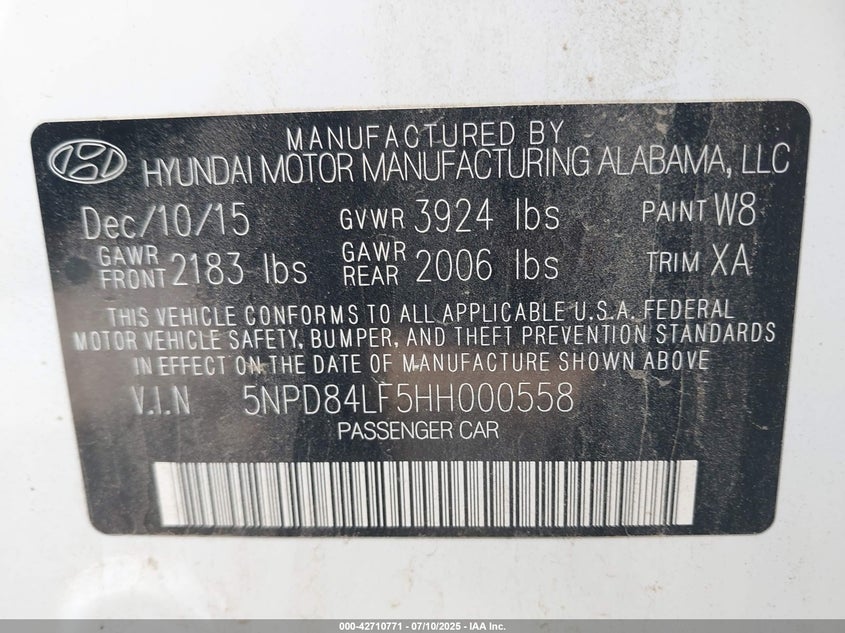 MANUFACTURED BY
HYUNDAI MOTOR MANUFACTURING ALABAMA, LLC
Dec/10/15 GVWR 3924 lbs PAINT W8
GAWR FRONT 2183 lbs GAWR REAR 2006 lbs TRIM XA
THIS VEHICLE CONFORMS TO ALL APPLICABLE U.S.A. FEDERAL
MOTOR VEHICLE SAFETY, BUMPER, AND THEFT PREVENTION STANDARDS
IN EFFECT ON THE DATE OF MANUFACTURE SHOWN ABOVE
V.I.N 5NPD84LF5HH000558
PASSENGER CAR
000-42710771 - 07/10/2025 - IAA Inc.